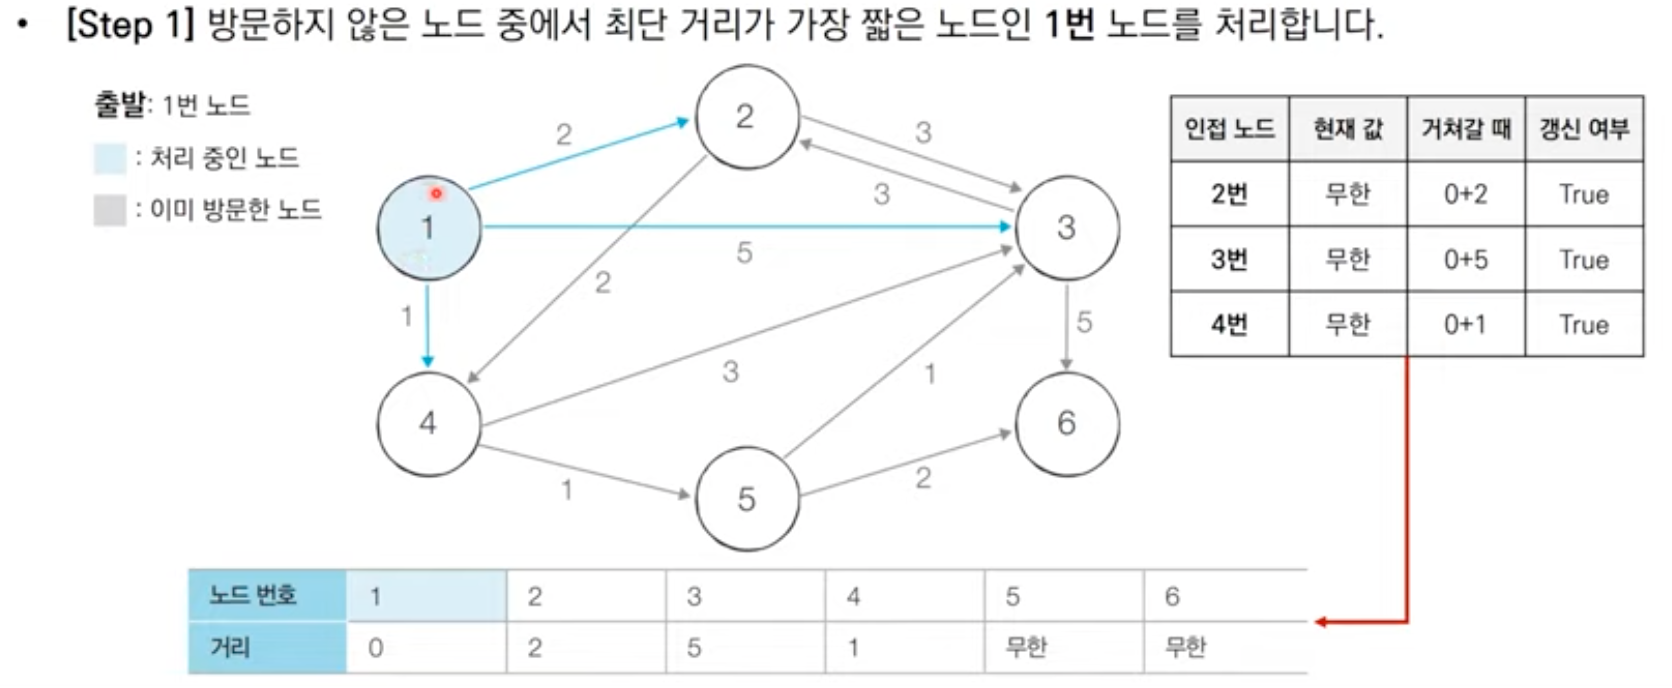 • [Step 1] 방문하지 않은 노드 중에서 최단 거리가 가장 짧은 노드인 1번 노드를 처리합니다.
출발: 1번 노드
: 처리 중인 노드
: 이미 방문한 노드
1
2
3
4
5
6
2
3
3
5
2
1
3
1
5
1
2
인접 노드 현재 값 거쳐갈 때 갱신 여부
2번 무한 0+2 True
3번 무한 0+5 True
4번 무한 0+1 True
노드 번호 1 2 3 4 5 6
거리 0 2 5 1 무한 무한